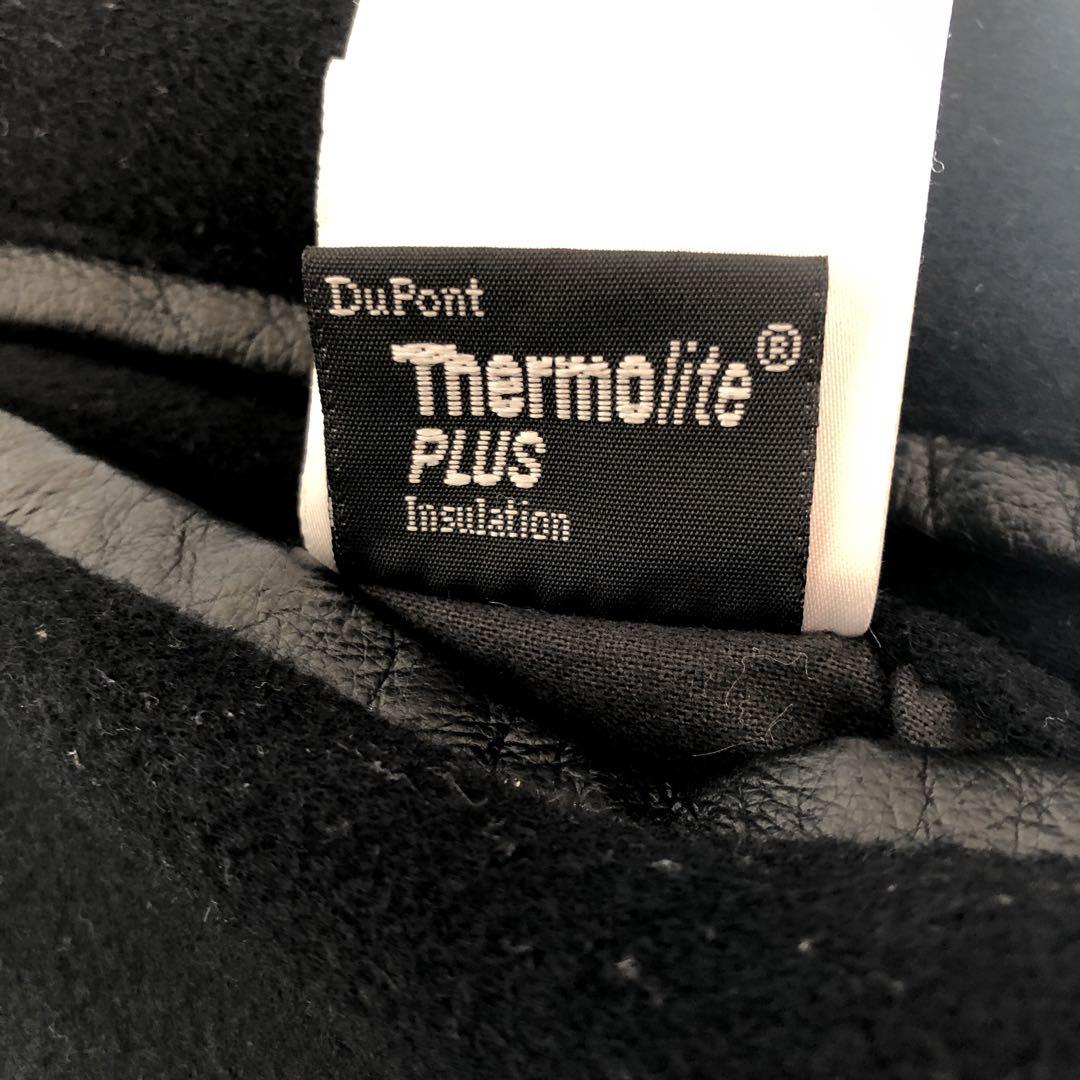 DuPont
Thermolite®
PLUS
Insulation